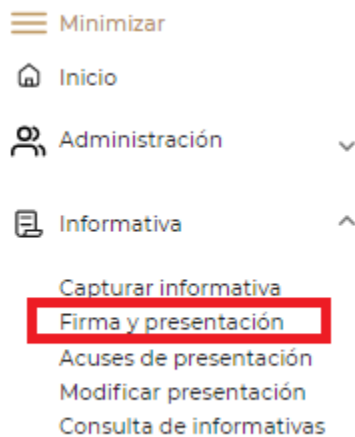 Minimizar
Inicio
Administración
Informativa
Capturar informativa
Firma y presentación
Acuses de presentación
Modificar presentación
Consulta de informativas